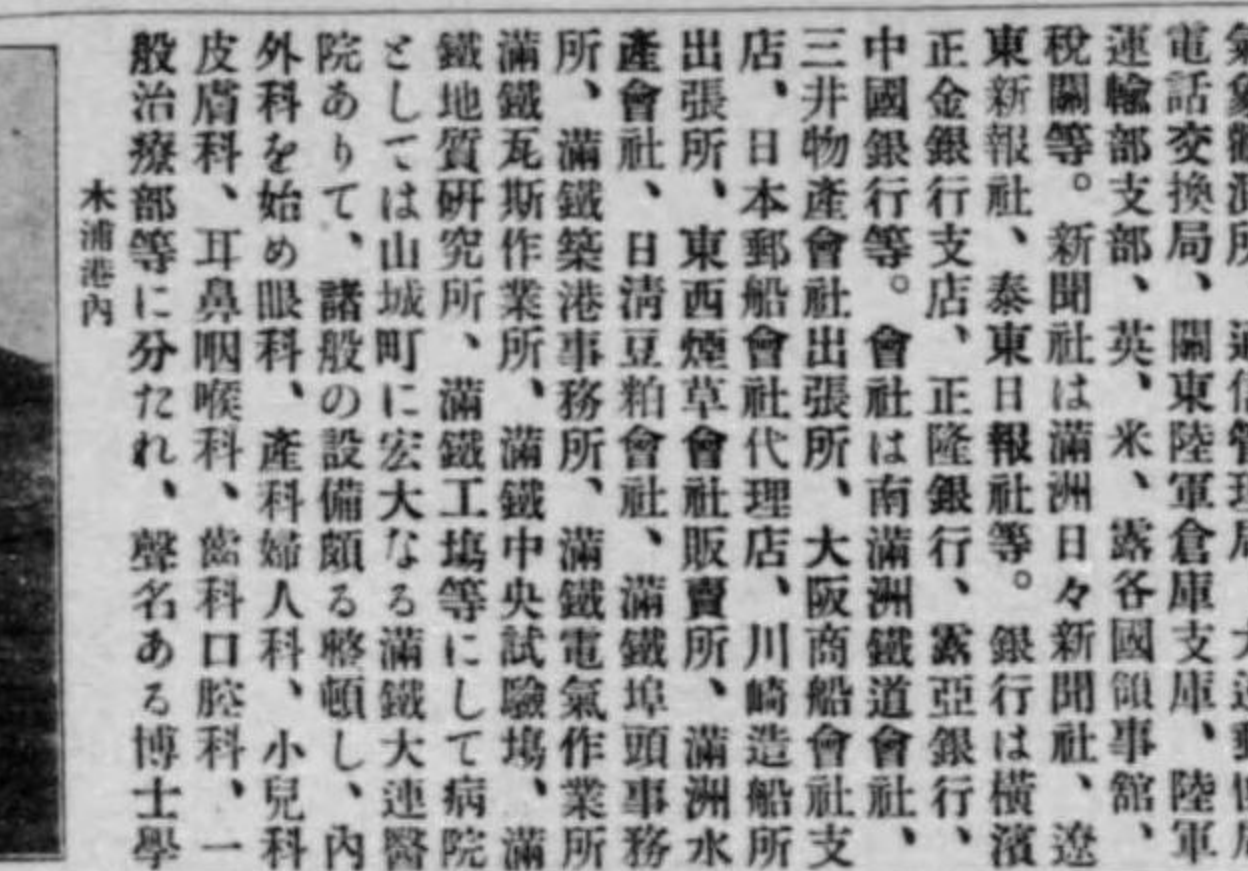 電話交換局、關東陸軍倉庫支庫、陸軍
運輸部支部、英、米、露各國領事館、
稅關等。新聞社は滿洲日々新聞社、遼
東新報社、泰東日報社等。銀行は橫濱
正金銀行支店、正隆銀行、露亞銀行、
中國銀行等。會社は南滿洲鐵道會社、
三井物產會社出張所、大阪商船會社支
店、日本郵船會社代理店、川崎造船所
出張所、東西煙草會社販賣所、滿洲水
產會社、日淸豆粕會社、滿鐵埠頭事務
所、滿鐵築港事務所、滿鐵電氣作業所
滿鐵瓦斯作業所、滿鐵中央試驗塲、滿
鐵地質硏究所、滿鐵工塲等にして病院
としては山城町に宏大なる滿鐵大連醫
院ありて、諸般の設備頗る整頓し、內
外科を始め眼科、產科婦人科、小兒科
皮膚科、耳鼻咽喉科、齒科口腔科、一
般治療部等に分たれ、聲名ある博士學
木浦港內